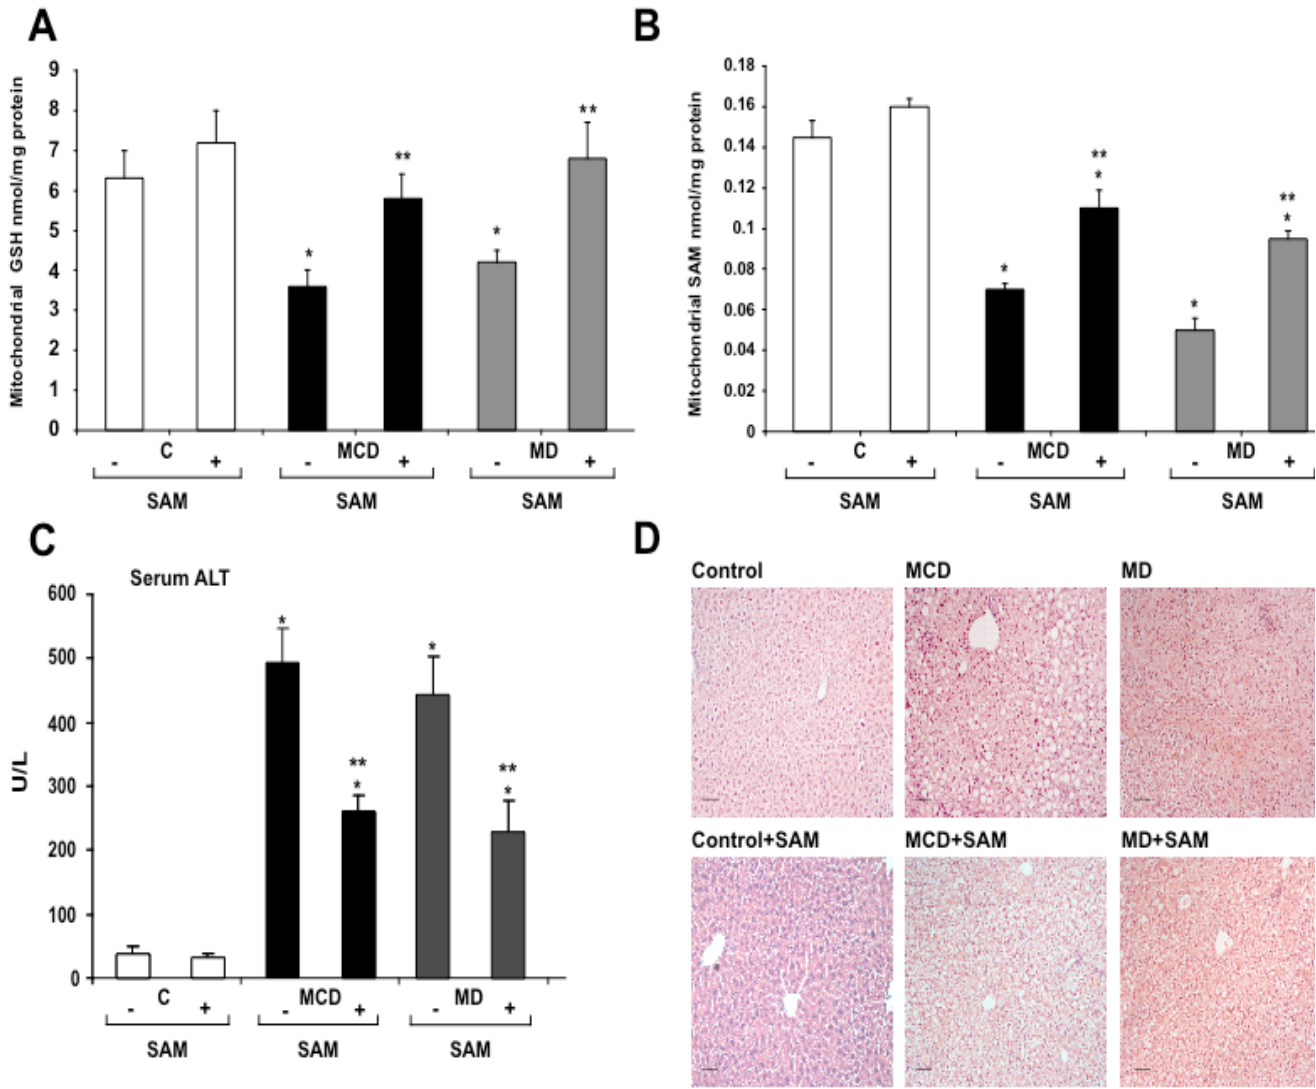 A
Mitochondrial GSH nmol/mg protein
9
8
7
6
5
4
3
2
1
0
* ** * **
C MCD MD
- + - + - +
SAM SAM SAM
B
Mitochondrial SAM nmol/mg protein
0.18
0.16
0.14
0.12
0.1
0.08
0.06
0.04
0.02
0
* ** * * ** *
C MCD MD
- + - + - +
SAM SAM SAM
C
Serum ALT
U/L
600
500
400
300
200
100
0
* ** * * ** *
C MCD MD
- + - + - +
SAM SAM SAM
D
Control MCD MD
Control+SAM MCD+SAM MD+SAM